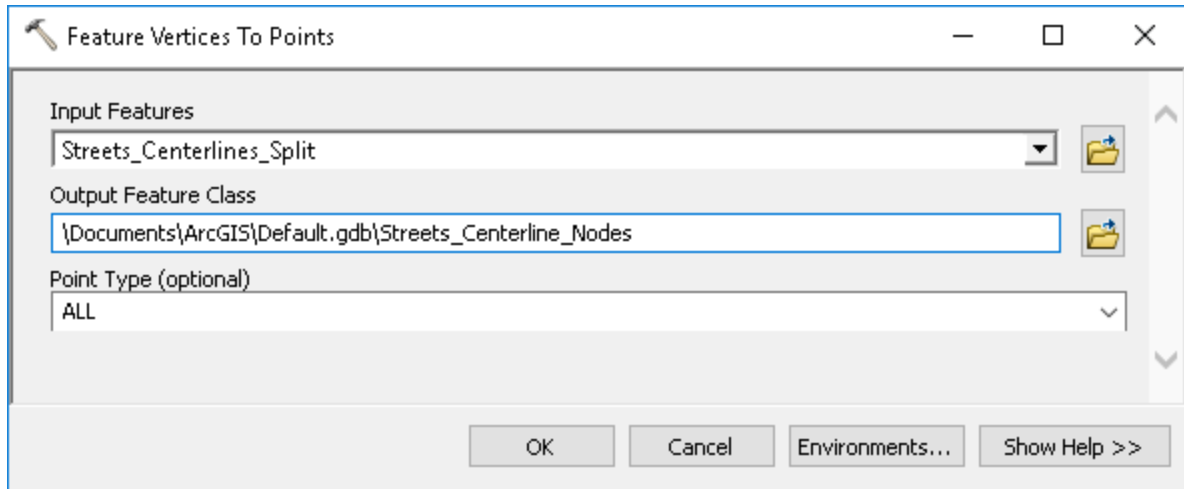 Feature Vertices To Points
Input Features
Streets_Centerlines_Split
Output Feature Class
\Documents\ArcGIS\Default.gdb\Streets_Centerline_Nodes
Point Type (optional)
ALL
OK Cancel Environments... Show Help >>